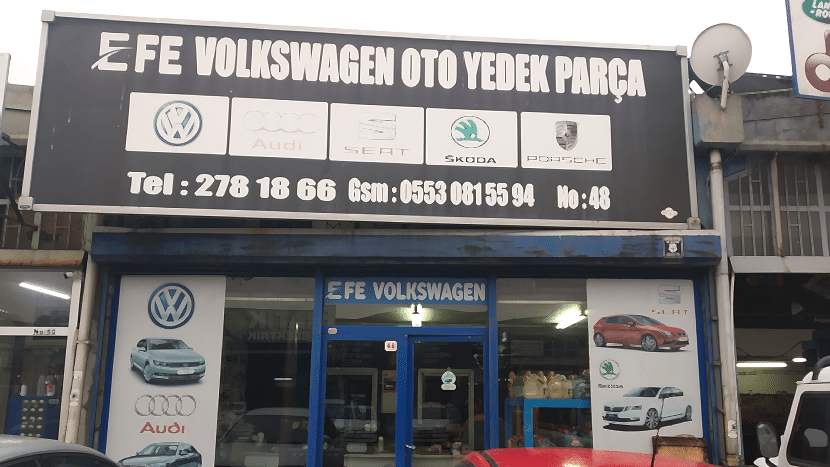 EFE VOLKSWAGEN OTO YEDEK PARÇA
Audi
SEAT
ŠKODA
PORSCHE
Tel : 278 18 66 Gsm : 0553 081 55 94 No : 48
EFE VOLKSWAGEN
48
Audi
SEAT
ŠKODA